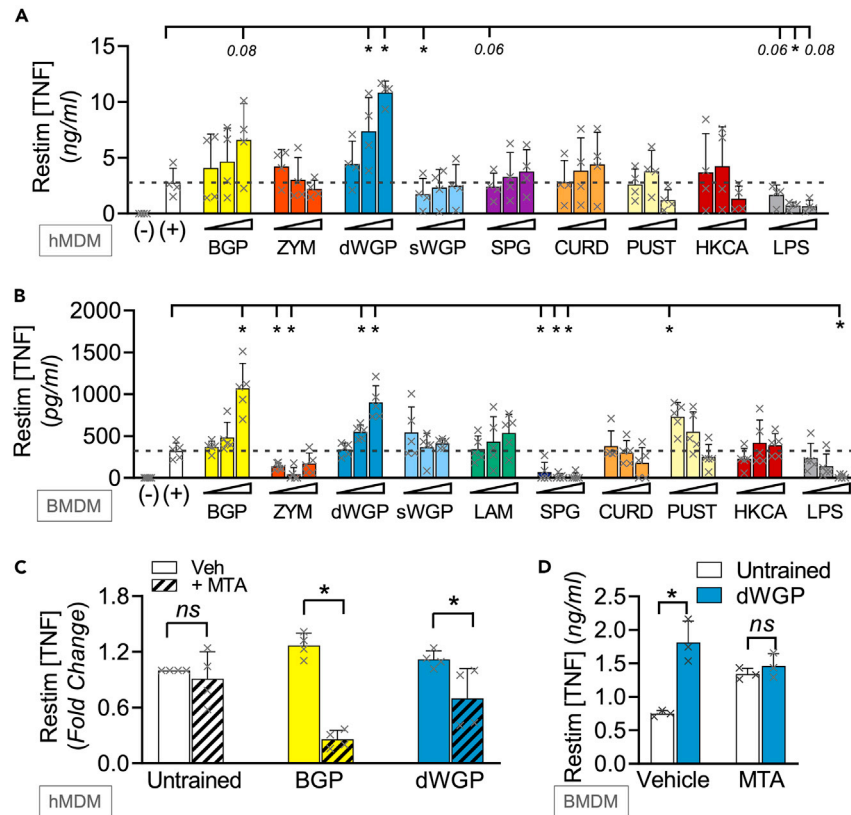 A
0.08 * * * 0.06 0.06 * 0.08
15
10
5
0
Restim [TNF]
(ng/ml)
(-) (+)
BGP ZYM dWGP sWGP SPG CURD PUST HKCA LPS
hMDM
B
* * * * * * * * * *
2000
1500
1000
500
0
Restim [TNF]
(pg/ml)
(-) (+)
BGP ZYM dWGP sWGP LAM SPG CURD PUST HKCA LPS
BMDM
C
Veh
+ MTA
1.8
1.2
0.6
0.0
Restim [TNF]
(Fold Change)
ns * *
Untrained BGP dWGP
hMDM
D
Untrained
dWGP
2.5
2.0
1.5
1.0
0.5
0.0
Restim [TNF] (ng/ml)
* ns
Vehicle MTA
BMDM